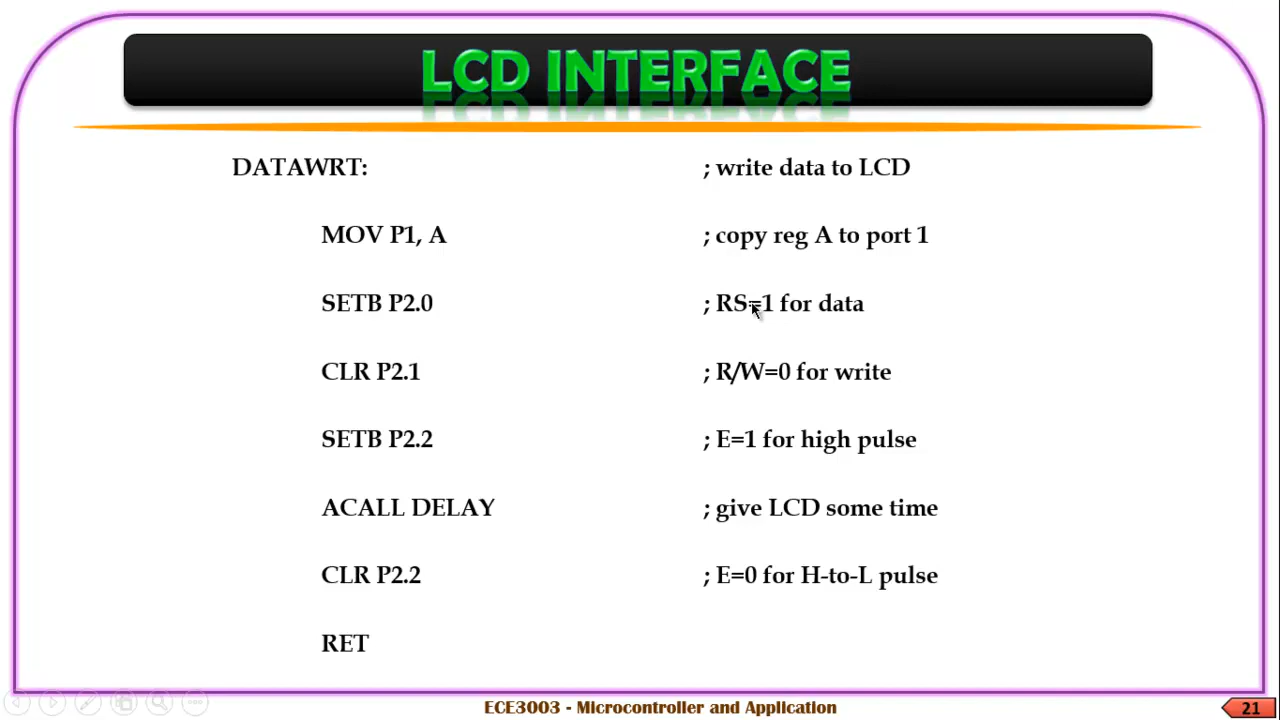 LCD INTERFACE
DATAWRT: ; write data to LCD
MOV P1, A ; copy reg A to port 1
SETB P2.0 ; RS=1 for data
CLR P2.1 ; R/W=0 for write
SETB P2.2 ; E=1 for high pulse
ACALL DELAY ; give LCD some time
CLR P2.2 ; E=0 for H-to-L pulse
RET
ECE3003 - Microcontroller and Application
21